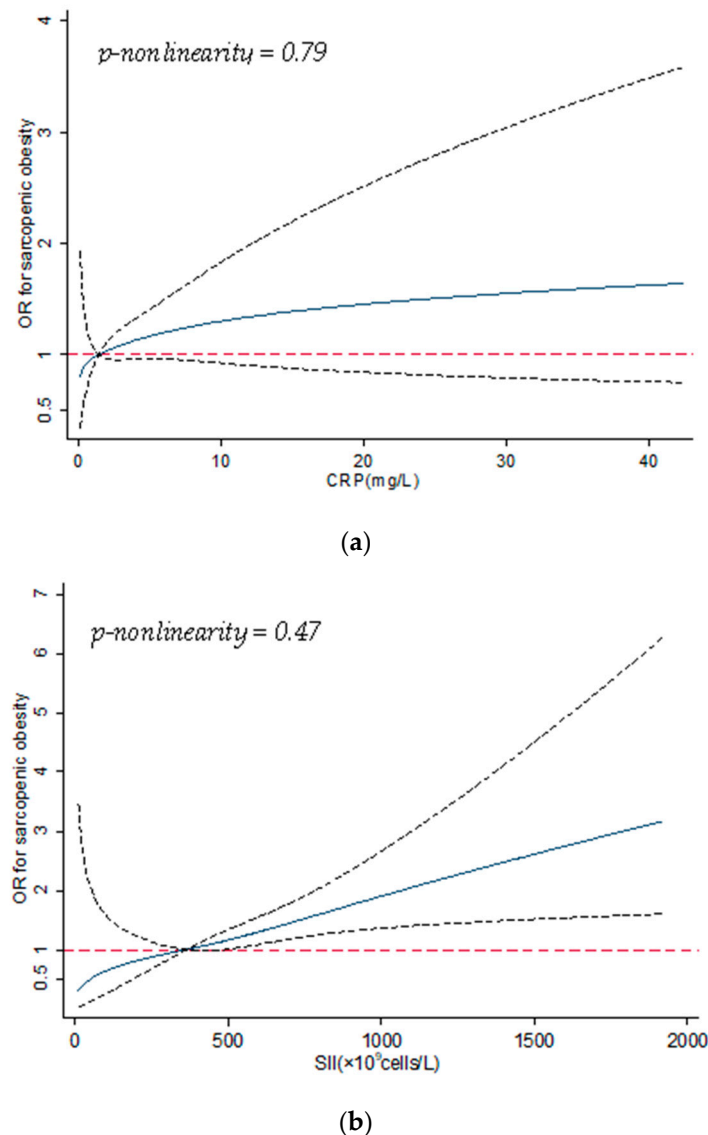 4
p-nonlinearity = 0.79
3
2
1
0.5
OR for sarcopenic obesity
0 10 20 30 40
CRP(mg/L)
(a)
7
p-nonlinearity = 0.47
6
5
4
3
2
1
0.5
OR for sarcopenic obesity
0 500 1000 1500 2000
SII(×10⁹cells/L)
(b)